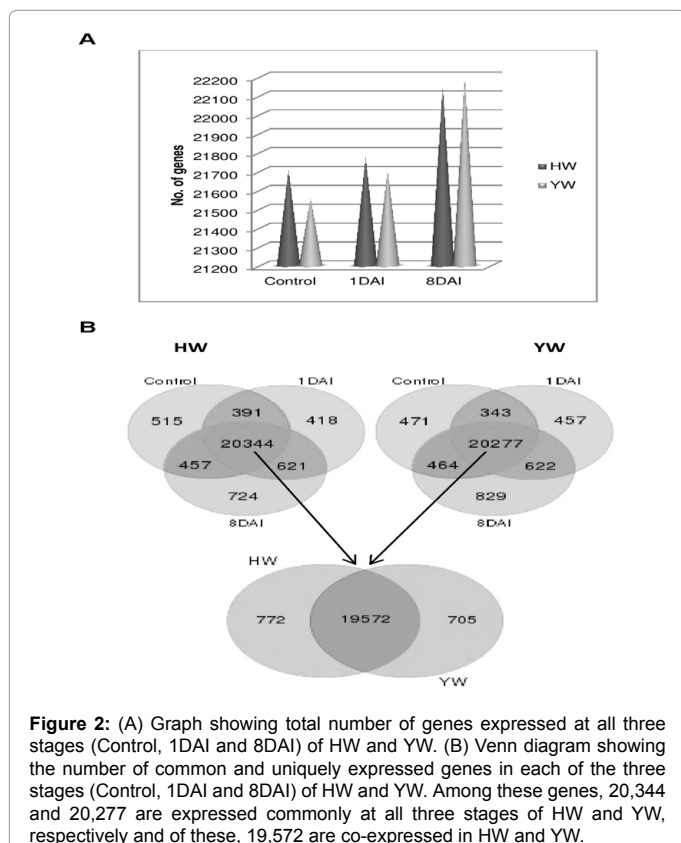 A
22200
22100
22000
21900
21800
21700
21600
21500
21400
21300
21200
No. of genes
Control 1DAI 8DAI
HW
YW
B
HW YW
Control 1DAI
515 391 418
20344
457 621
724
8DAI
Control 1DAI
471 343 457
20277
464 622
829
8DAI
HW
772 19572 705
YW
Figure 2: (A) Graph showing total number of genes expressed at all three
stages (Control, 1DAI and 8DAI) of HW and YW. (B) Venn diagram showing
the number of common and uniquely expressed genes in each of the three
stages (Control, 1DAI and 8DAI) of HW and YW. Among these genes, 20,344
and 20,277 are expressed commonly at all three stages of HW and YW,
respectively and of these, 19,572 are co-expressed in HW and YW.